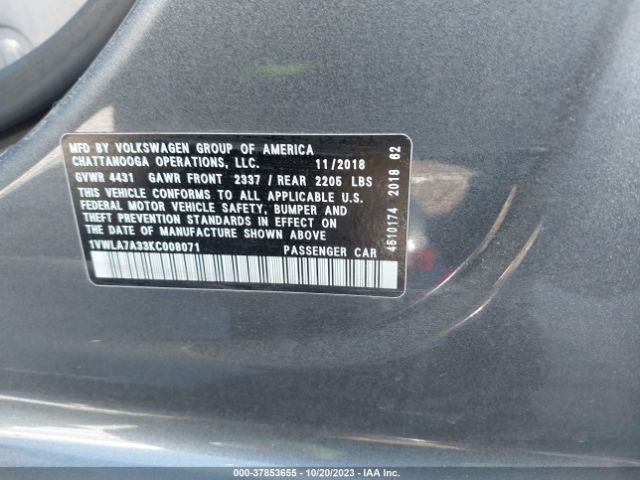 MFD BY VOLKSWAGEN GROUP OF AMERICA
CHATTANOOGA OPERATIONS, LLC. 11/2018
GVWR 4431 GAWR FRONT 2337 / REAR 2205 LBS
THIS VEHICLE CONFORMS TO ALL APPLICABLE U.S.
FEDERAL MOTOR VEHICLE SAFETY, BUMPER AND
THEFT PREVENTION STANDARDS IN EFFECT ON
THE DATE OF MANUFACTURE SHOWN ABOVE
1VWLA7A33KC008071 PASSENGER CAR
4610174 2018 62
000-37853655 - 10/20/2023 - IAA Inc.